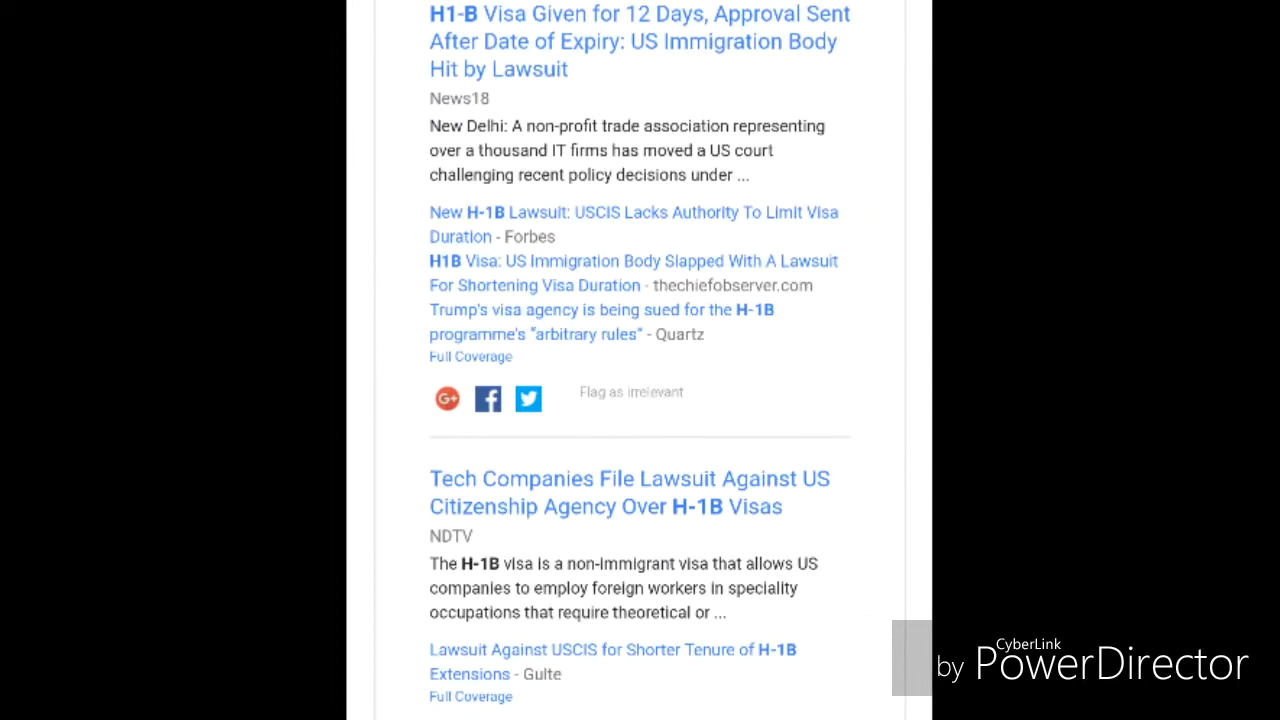 H1-B Visa Given for 12 Days, Approval Sent
After Date of Expiry: US Immigration Body
Hit by Lawsuit
News18
New Delhi: A non-profit trade association representing
over a thousand IT firms has moved a US court
challenging recent policy decisions under ...
New H-1B Lawsuit: USCIS Lacks Authority To Limit Visa
Duration - Forbes
H1B Visa: US Immigration Body Slapped With A Lawsuit
For Shortening Visa Duration - thechiefobserver.com
Trump's visa agency is being sued for the H-1B
programme's "arbitrary rules" - Quartz
Full Coverage
G+ f Flag as irrelevant
Tech Companies File Lawsuit Against US
Citizenship Agency Over H-1B Visas
NDTV
The H-1B visa is a non-immigrant visa that allows US
companies to employ foreign workers in speciality
occupations that require theoretical or ...
Lawsuit Against USCIS for Shorter Tenure of H-1B
Extensions - Gulte
Full Coverage
CyberLink
by PowerDirector